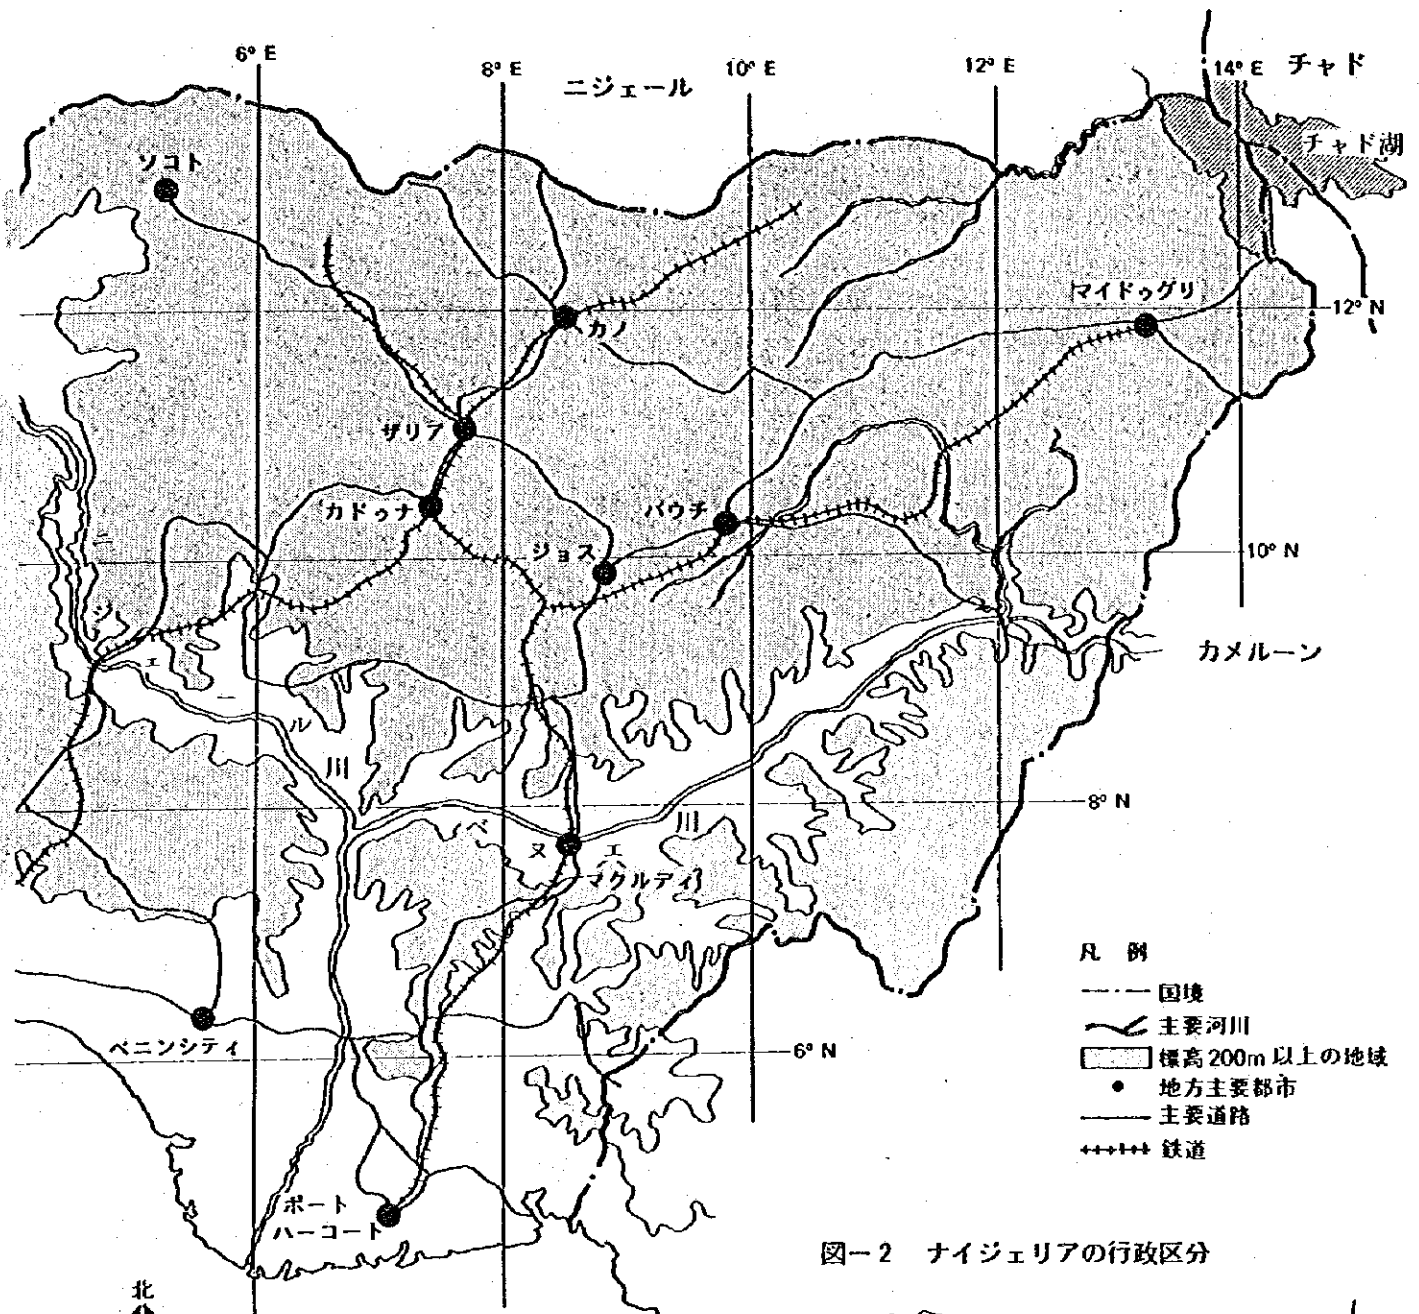 6° E
8° E
10° E
12° E
14° E
チャド
ニジェール
チャド湖
ソコト
マイドゥグリ
12° N
カノ
ザリア
カドゥナ
バウチ
ジョス
10° N
カメルーン
ニジェール川
8° N
ベヌエ川
マクルディ
ベニンシティ
6° N
ポート
ハーコート
凡 例
国境
主要河川
標高200m以上の地域
地方主要都市
主要道路
鉄道
図-2 ナイジェリアの行政区分
北